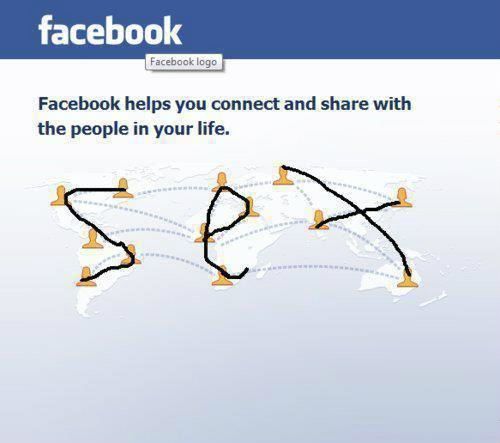 facebook
Facebook logo
Facebook helps you connect and share with
the people in your life.
Sex